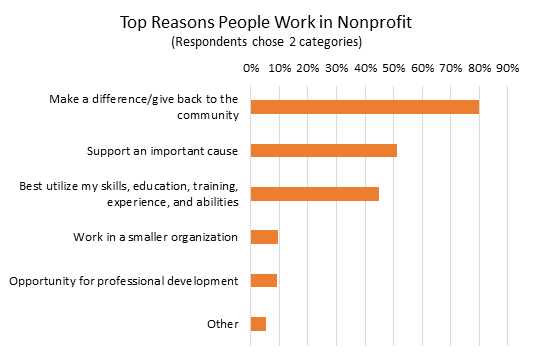 Top Reasons People Work in Nonprofit
(Respondents chose 2 categories)
0% 10% 20% 30% 40% 50% 60% 70% 80% 90%
Make a difference/give back to the
community
Support an important cause
Best utilize my skills, education, training,
experience, and abilities
Work in a smaller organization
Opportunity for professional development
Other